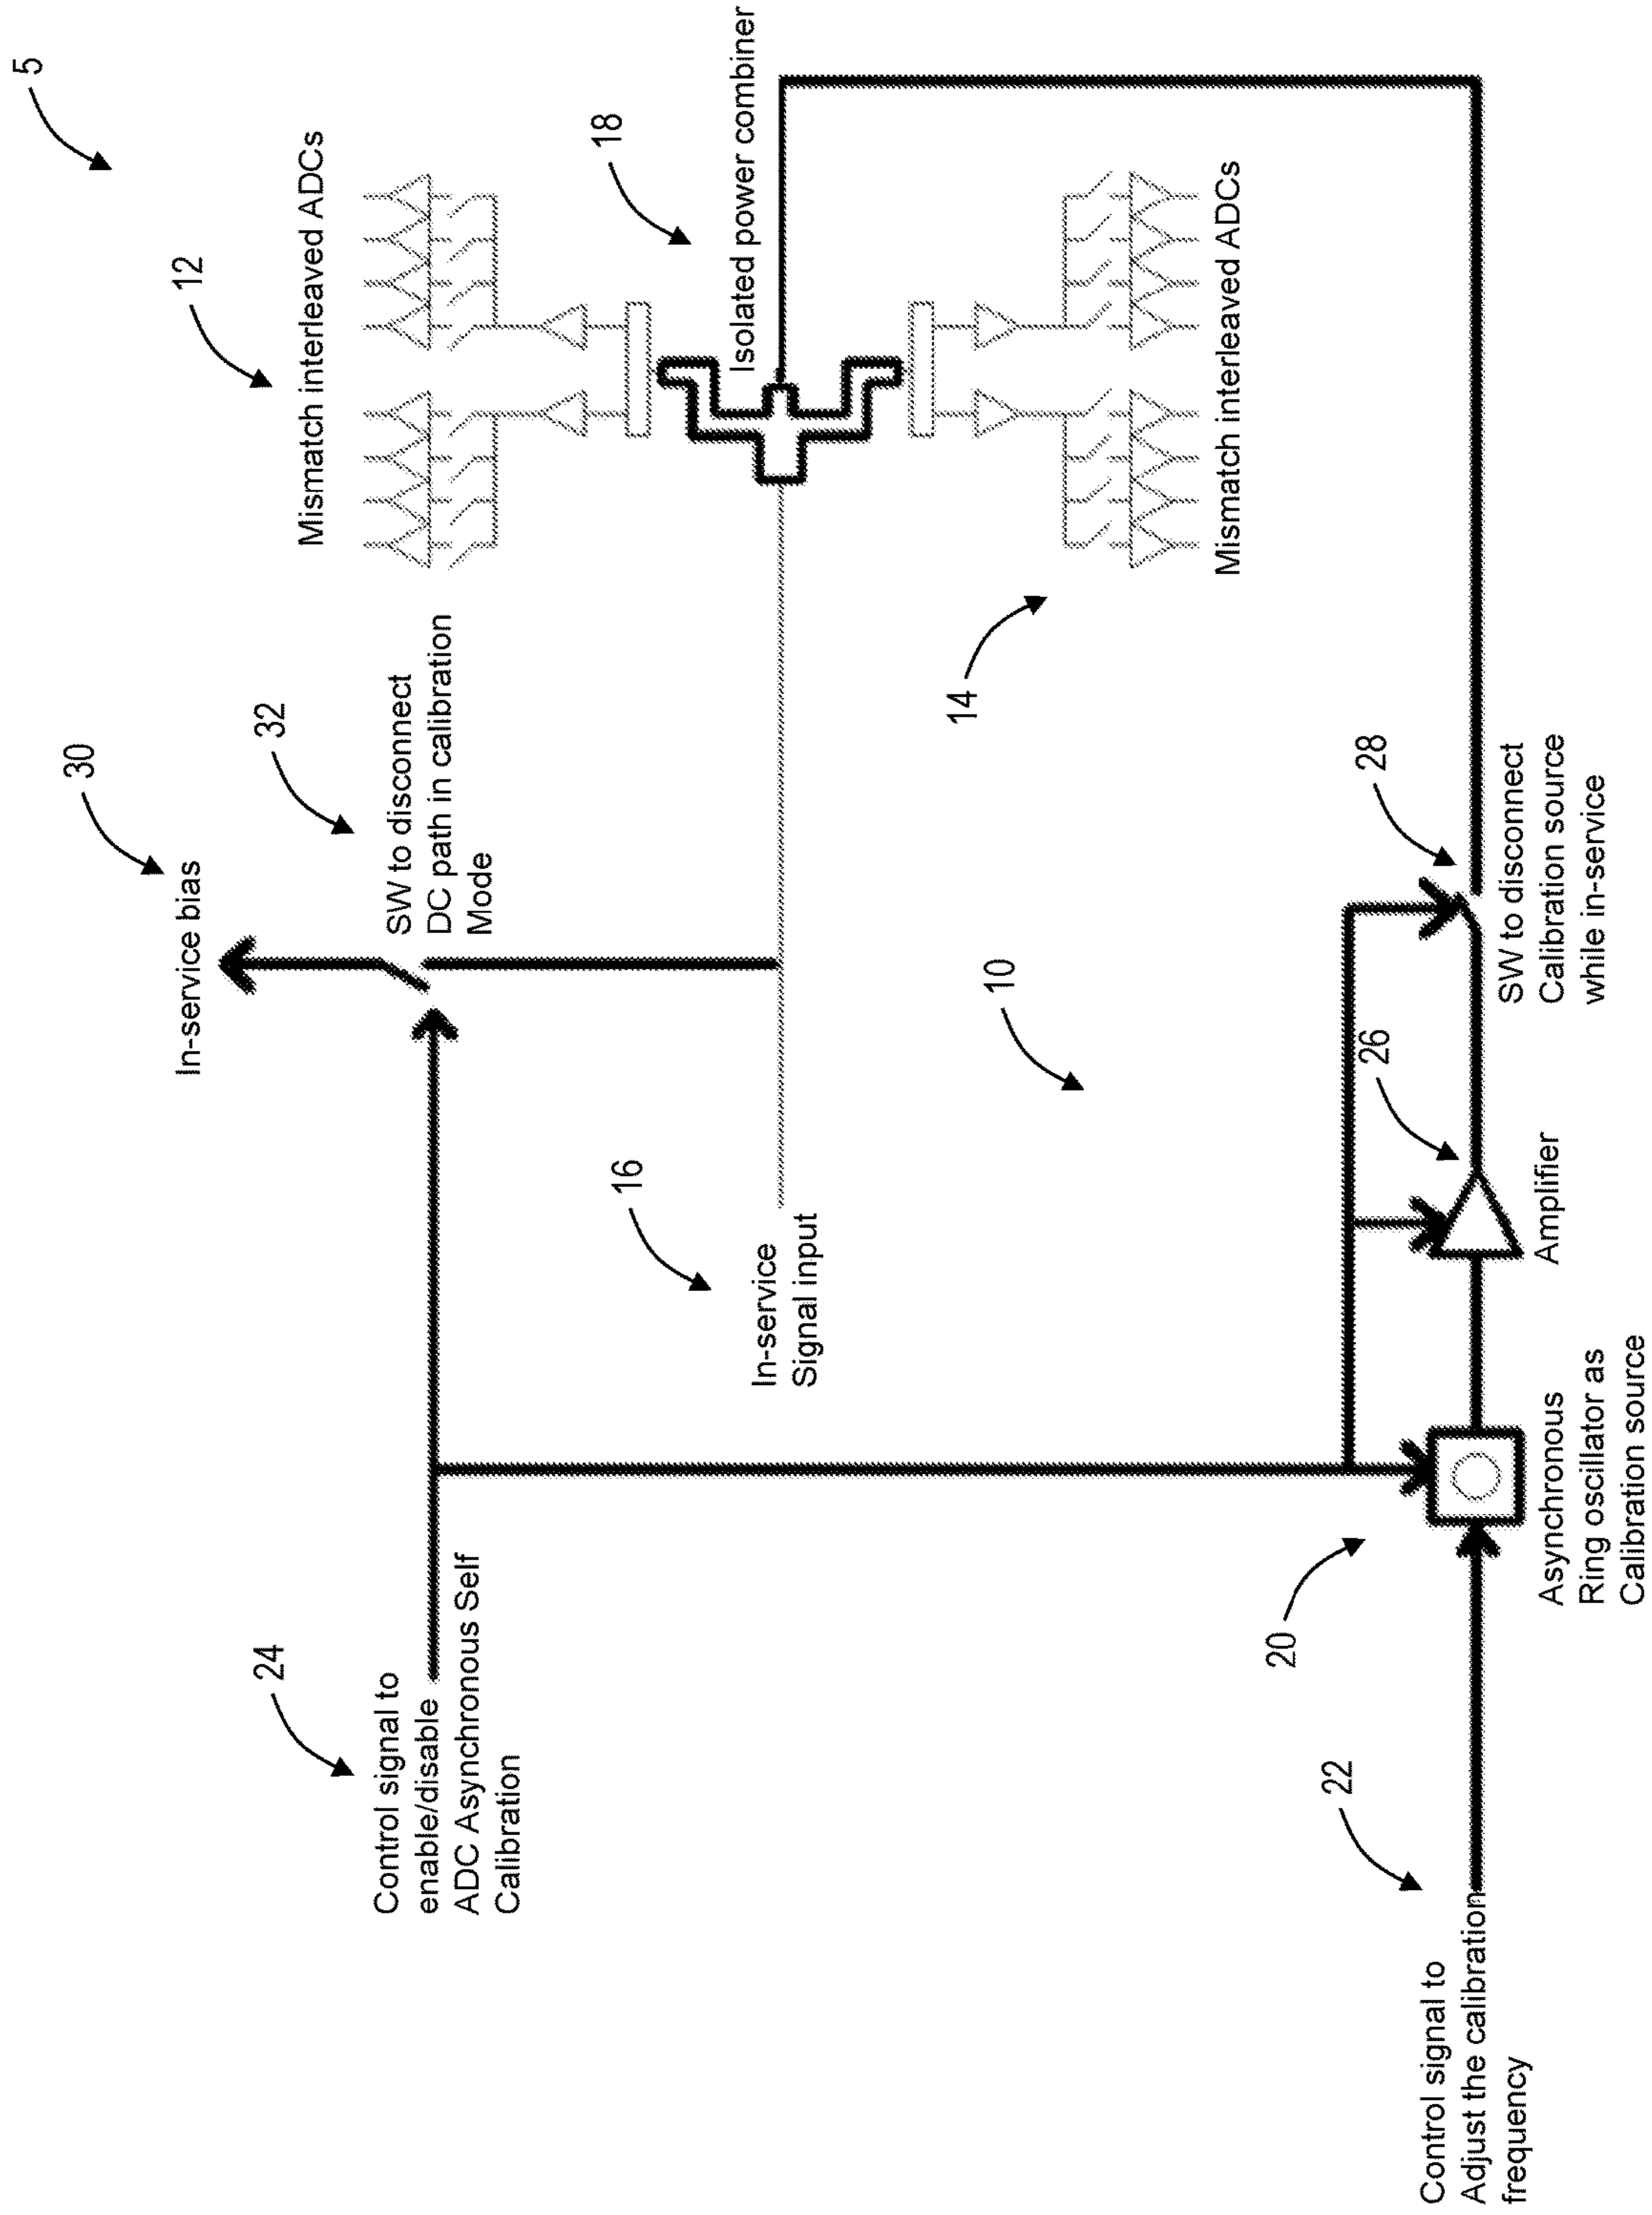 5
12
Mismatch interleaved ADCs
18
Isolated power combiner
30
In-service bias
32
SW to disconnect
DC path in calibration
Mode
14
Mismatch interleaved ADCs
24
Control signal to
enable/disable
ADC Asynchronous Self
Calibration
16
In-service
Signal input
10
28
SW to disconnect
Calibration source
while in-service
26
Amplifier
20
Asynchronous
Ring oscillator as
Calibration source
22
Control signal to
Adjust the calibration
frequency